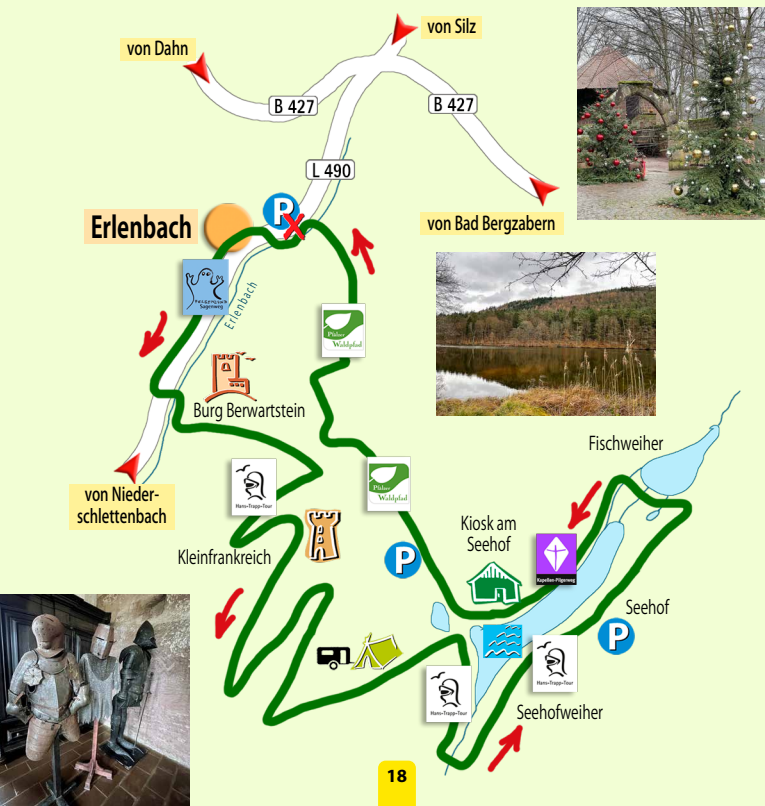 von Silz
von Dahn
B 427
B 427
L 490
P
Erlenbach
von Bad Bergzabern
Sagenweg
Erlenbach
Pfälzer
Waldpfad
Burg Berwartstein
Fischweiher
Pfälzer
Waldpfad
von Nieder-
schlettenbach
Hans-Trapp-Tour
Kiosk am
Seehof
Kleinfrankreich
P
Kapellen-Pilgerweg
Seehof
P
Hans-Trapp-Tour
Hans-Trapp-Tour
Seehofweiher
18